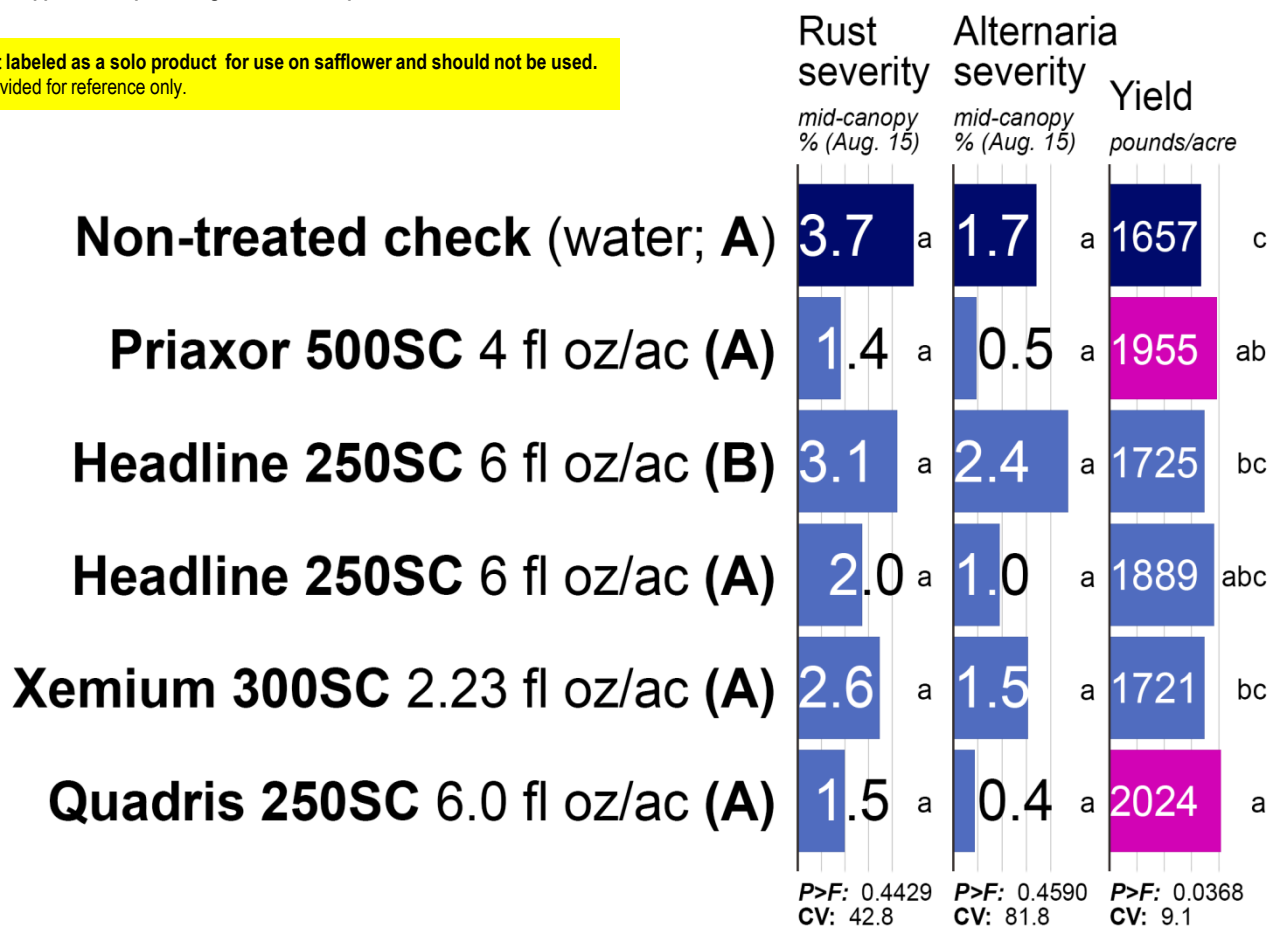 labeled as a solo product for use on safflower and should not be used.
vided for reference only.
Rust severity
mid-canopy
% (Aug. 15)
Alternaria severity
mid-canopy
% (Aug. 15)
Yield
pounds/acre
Non-treated check (water; A) 3.7 a 1.7 a 1657 c
Priaxor 500SC 4 fl oz/ac (A) 1.4 a 0.5 a 1955 ab
Headline 250SC 6 fl oz/ac (B) 3.1 a 2.4 a 1725 bc
Headline 250SC 6 fl oz/ac (A) 2.0 a 1.0 a 1889 abc
Xemium 300SC 2.23 fl oz/ac (A) 2.6 a 1.5 a 1721 bc
Quadris 250SC 6.0 fl oz/ac (A) 1.5 a 0.4 a 2024 a
P>F: 0.4429 P>F: 0.4590 P>F: 0.0368
CV: 42.8 CV: 81.8 CV: 9.1